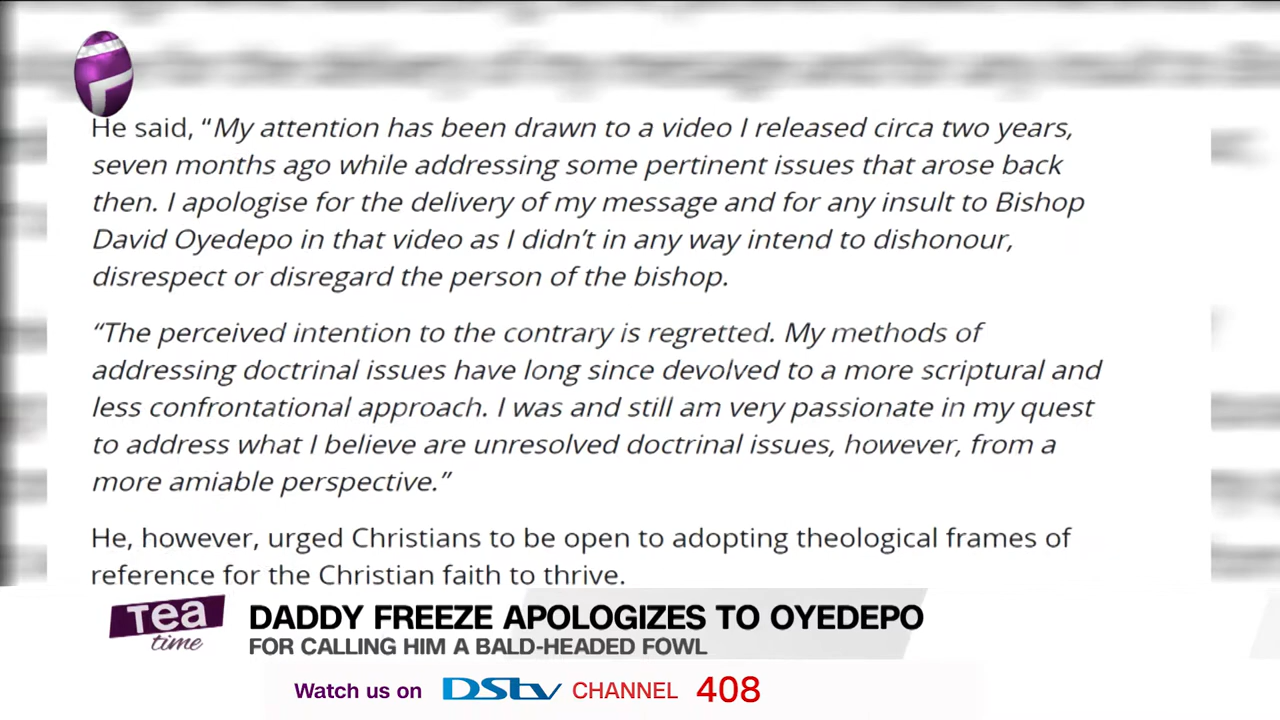 He said, “My attention has been drawn to a video I released circa two years,
seven months ago while addressing some pertinent issues that arose back
then. I apologise for the delivery of my message and for any insult to Bishop
David Oyedepo in that video as I didn’t in any way intend to dishonour,
disrespect or disregard the person of the bishop.
“The perceived intention to the contrary is regretted. My methods of
addressing doctrinal issues have long since devolved to a more scriptural and
less confrontational approach. I was and still am very passionate in my quest
to address what I believe are unresolved doctrinal issues, however, from a
more amiable perspective.”
He, however, urged Christians to be open to adopting theological frames of
reference for the Christian faith to thrive.
Tea
time
DADDY FREEZE APOLOGIZES TO OYEDEPO
FOR CALLING HIM A BALD-HEADED FOWL
Watch us on DStv CHANNEL 408